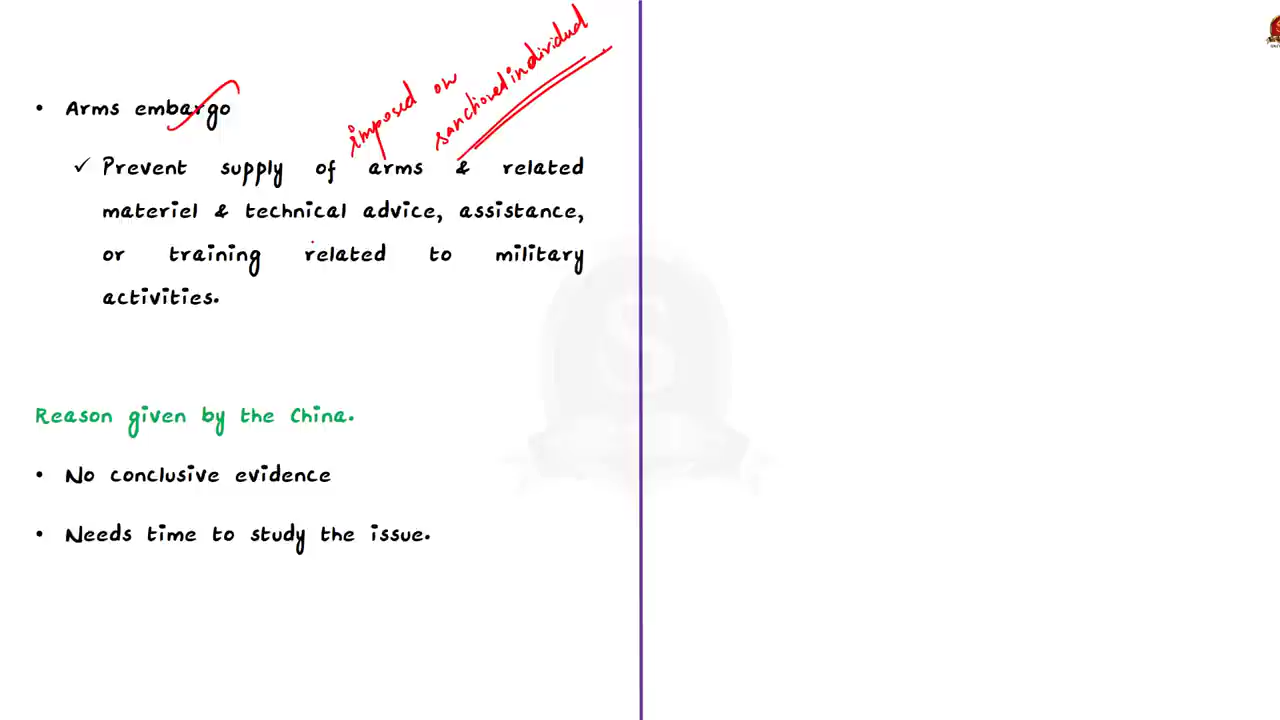 imposed on
sanctioned individual
• Arms embargo
✓ Prevent supply of arms & related
materiel & technical advice, assistance,
or training related to military
activities.
Reason given by the China.
• No conclusive evidence
• Needs time to study the issue.